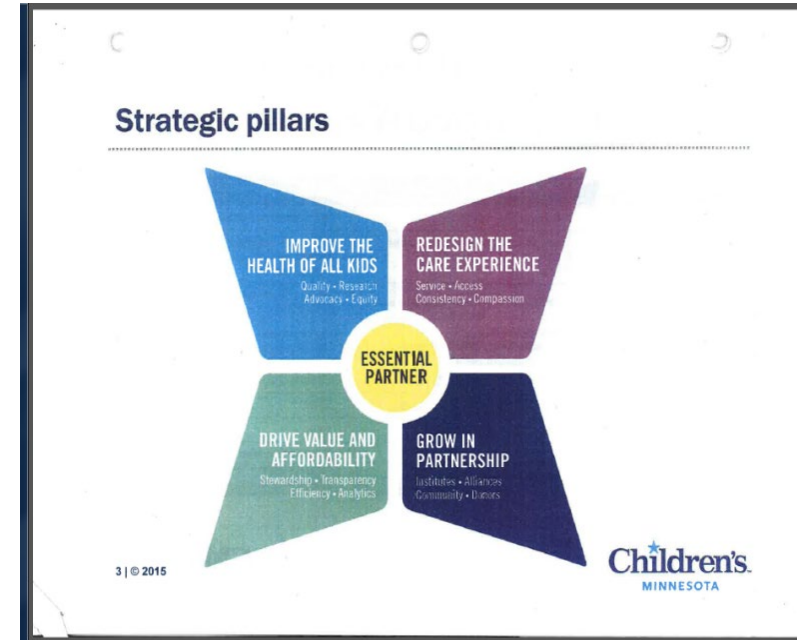 Strategic pillars
IMPROVE THE
HEALTH OF ALL KIDS
Quality • Research
Advocacy • Equity
REDESIGN THE
CARE EXPERIENCE
Service • Access
Consistency • Compassion
ESSENTIAL
PARTNER
DRIVE VALUE AND
AFFORDABILITY
Stewardship • Transparency
Efficiency • Analytics
GROW IN
PARTNERSHIP
Institutes • Alliances
Community • Donors
3 | © 2015
Children's™
MINNESOTA